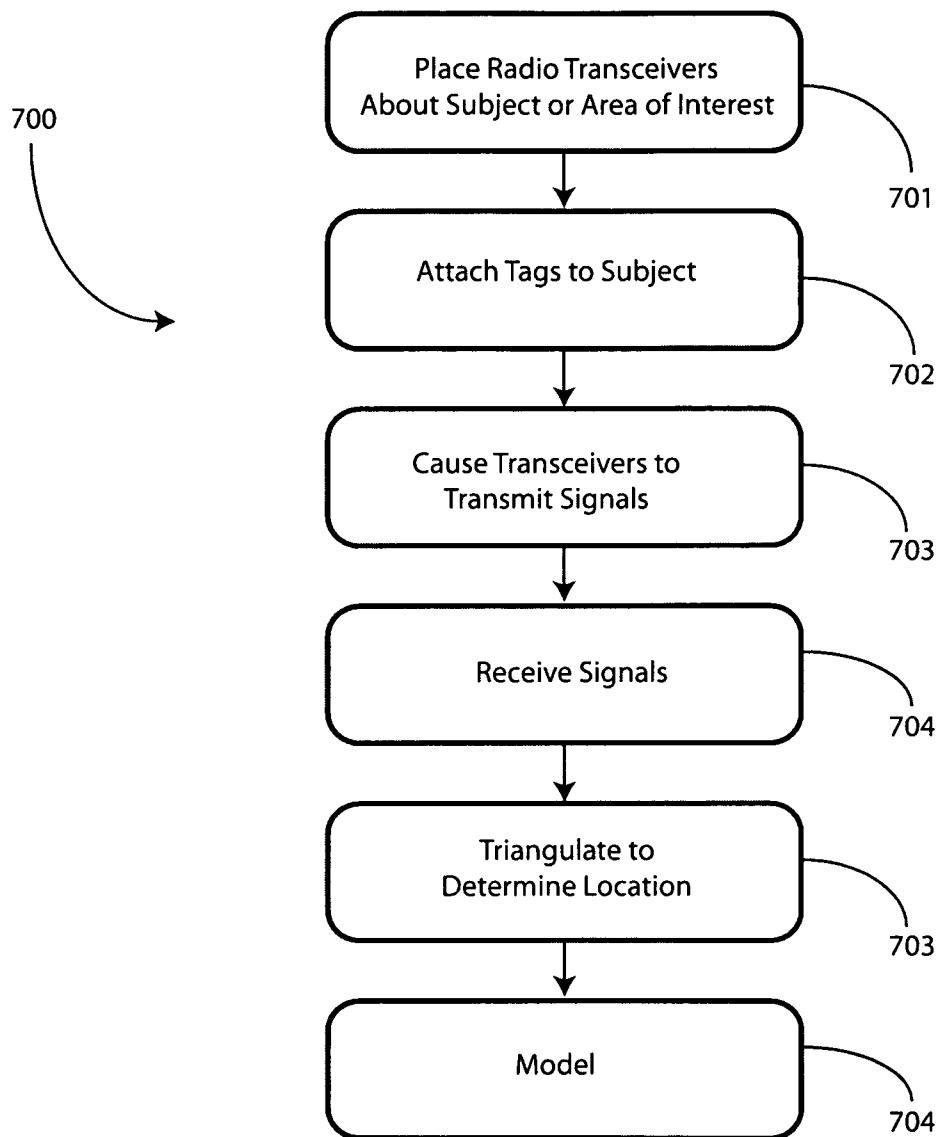 Place Radio Transceivers
About Subject or Area of Interest
700
701
Attach Tags to Subject
702
Cause Transceivers to
Transmit Signals
703
Receive Signals
704
Triangulate to
Determine Location
703
Model
704